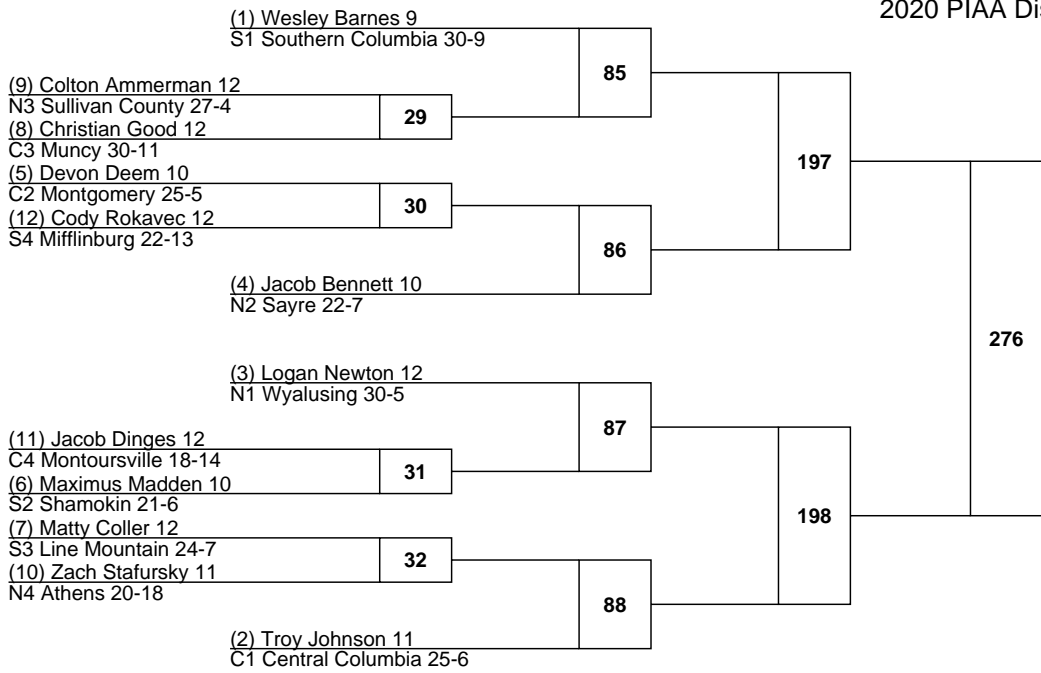 2020 PIAA Dis
(1) Wesley Barnes 9
S1 Southern Columbia 30-9
85
(9) Colton Ammerman 12
N3 Sullivan County 27-4
29
(8) Christian Good 12
C3 Muncy 30-11
197
(5) Devon Deem 10
C2 Montgomery 25-5
30
(12) Cody Rokavec 12
S4 Mifflinburg 22-13
86
(4) Jacob Bennett 10
N2 Sayre 22-7
276
(3) Logan Newton 12
N1 Wyalusing 30-5
87
(11) Jacob Dinges 12
C4 Montoursville 18-14
31
(6) Maximus Madden 10
S2 Shamokin 21-6
198
(7) Matty Coller 12
S3 Line Mountain 24-7
32
(10) Zach Stafursky 11
N4 Athens 20-18
88
(2) Troy Johnson 11
C1 Central Columbia 25-6